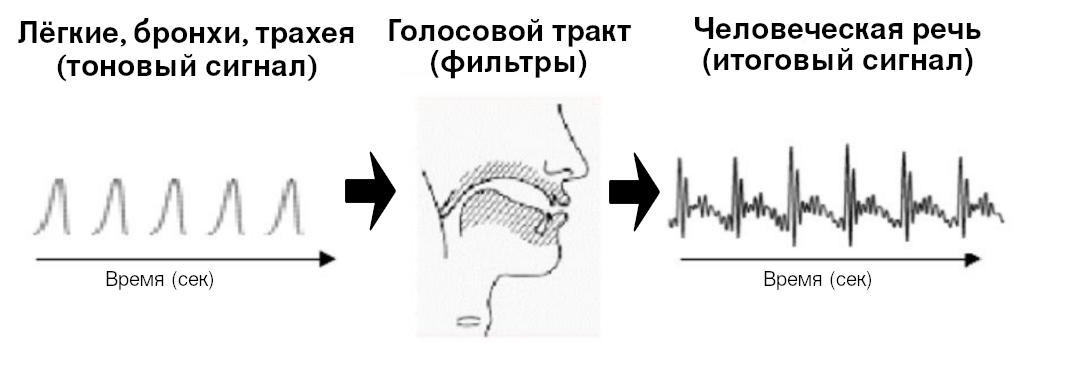 Лёгкие, бронхи, трахея
(тоновый сигнал)
Голосовой тракт
(фильтры)
Человеческая речь
(итоговый сигнал)
Время (сек)
Время (сек)